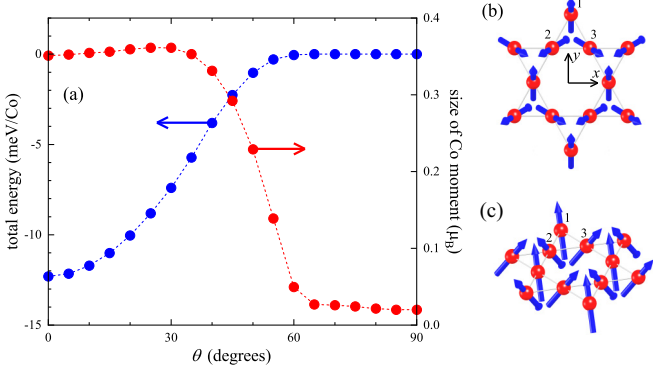 (a)
total energy (meV/Co)
0
-5
-10
-15
0
30
60
90
θ (degrees)
0.4
0.3
0.2
0.1
0.0
size of Co moment (μB)
(b)
1
2
3
y
x
(c)
1
2
3